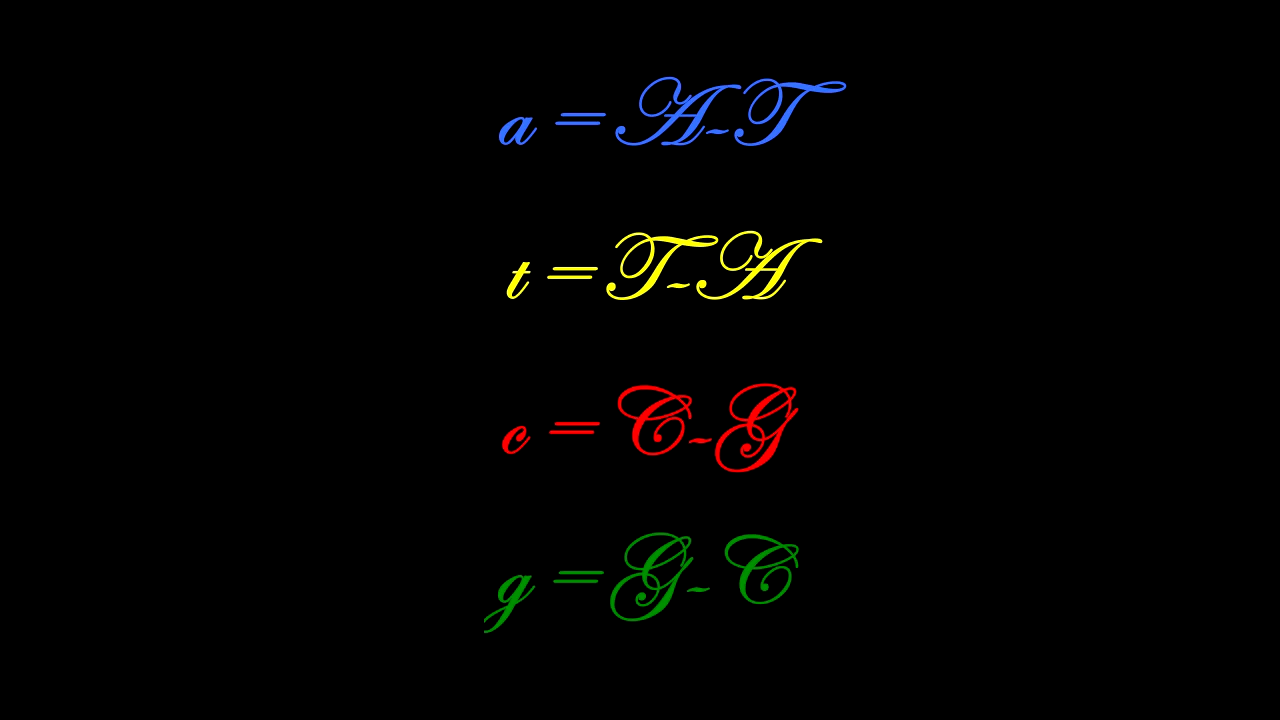 a = A-T
t = T-A
c = C-G
g = G-C